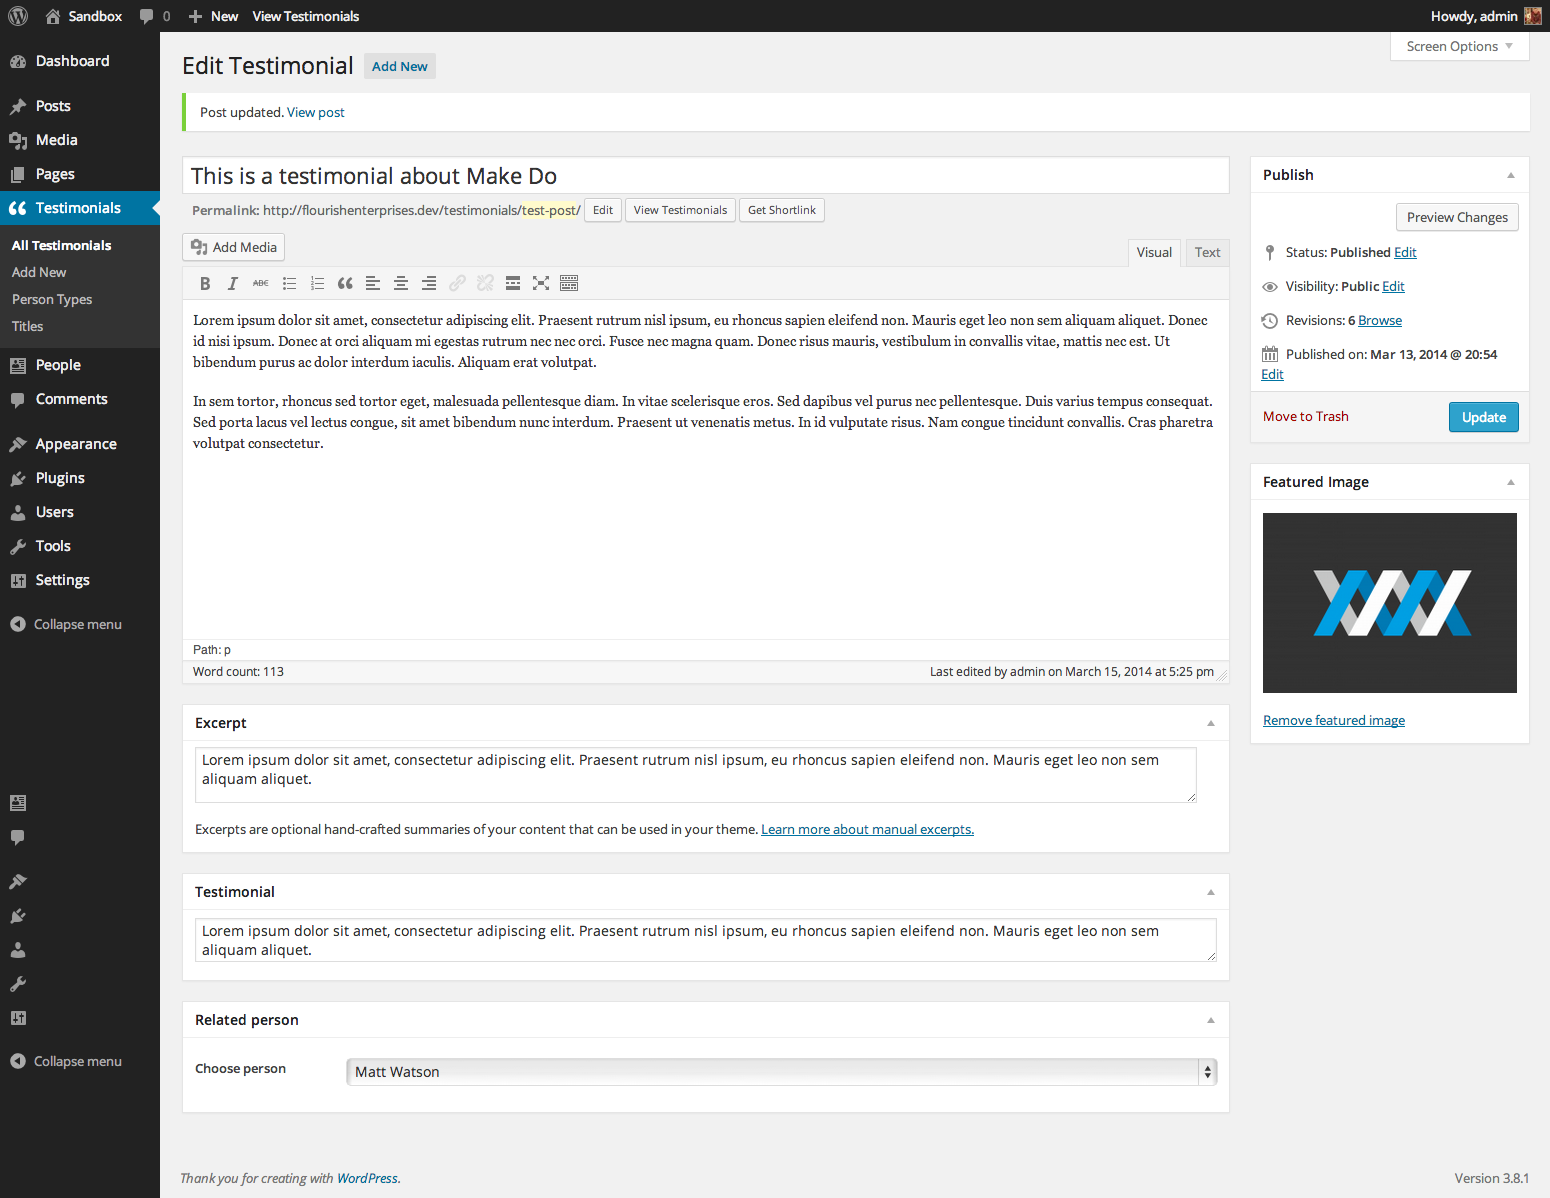 Sandbox 0 New View Testimonials Howdy, admin
Screen Options
Dashboard
Posts
Media
Pages
Testimonials
All Testimonials
Add New
Person Types
Titles
People
Comments
Appearance
Plugins
Users
Tools
Settings
Collapse menu
Collapse menu
Edit Testimonial Add New
Post updated. View post
This is a testimonial about Make Do
Permalink: http://flourishenterprises.dev/testimonials/test-post/ Edit View Testimonials Get Shortlink
Add Media Visual Text
B I ABC
Lorem ipsum dolor sit amet, consectetur adipiscing elit. Praesent rutrum nisl ipsum, eu rhoncus sapien eleifend non. Mauris eget leo non sem aliquam aliquet. Donec
id nisi ipsum. Donec at orci aliquam mi egestas rutrum nec nec orci. Fusce nec magna quam. Donec risus mauris, vestibulum in convallis vitae, mattis nec est. Ut
bibendum purus ac dolor interdum iaculis. Aliquam erat volutpat.
In sem tortor, rhoncus sed tortor eget, malesuada pellentesque diam. In vitae scelerisque eros. Sed dapibus vel purus nec pellentesque. Duis varius tempus consequat.
Sed porta lacus vel lectus congue, sit amet bibendum nunc interdum. Praesent ut venenatis metus. In id vulputate risus. Nam congue tincidunt convallis. Cras pharetra
volutpat consectetur.
Path: p
Word count: 113 Last edited by admin on March 15, 2014 at 5:25 pm
Excerpt
Lorem ipsum dolor sit amet, consectetur adipiscing elit. Praesent rutrum nisl ipsum, eu rhoncus sapien eleifend non. Mauris eget leo non sem
aliquam aliquet.
Excerpts are optional hand-crafted summaries of your content that can be used in your theme. Learn more about manual excerpts.
Testimonial
Lorem ipsum dolor sit amet, consectetur adipiscing elit. Praesent rutrum nisl ipsum, eu rhoncus sapien eleifend non. Mauris eget leo non sem
aliquam aliquet.
Related person
Choose person Matt Watson
Publish
Preview Changes
Status: Published Edit
Visibility: Public Edit
Revisions: 6 Browse
Published on: Mar 13, 2014 @ 20:54
Edit
Move to Trash Update
Featured Image
Remove featured image
Thank you for creating with WordPress. Version 3.8.1